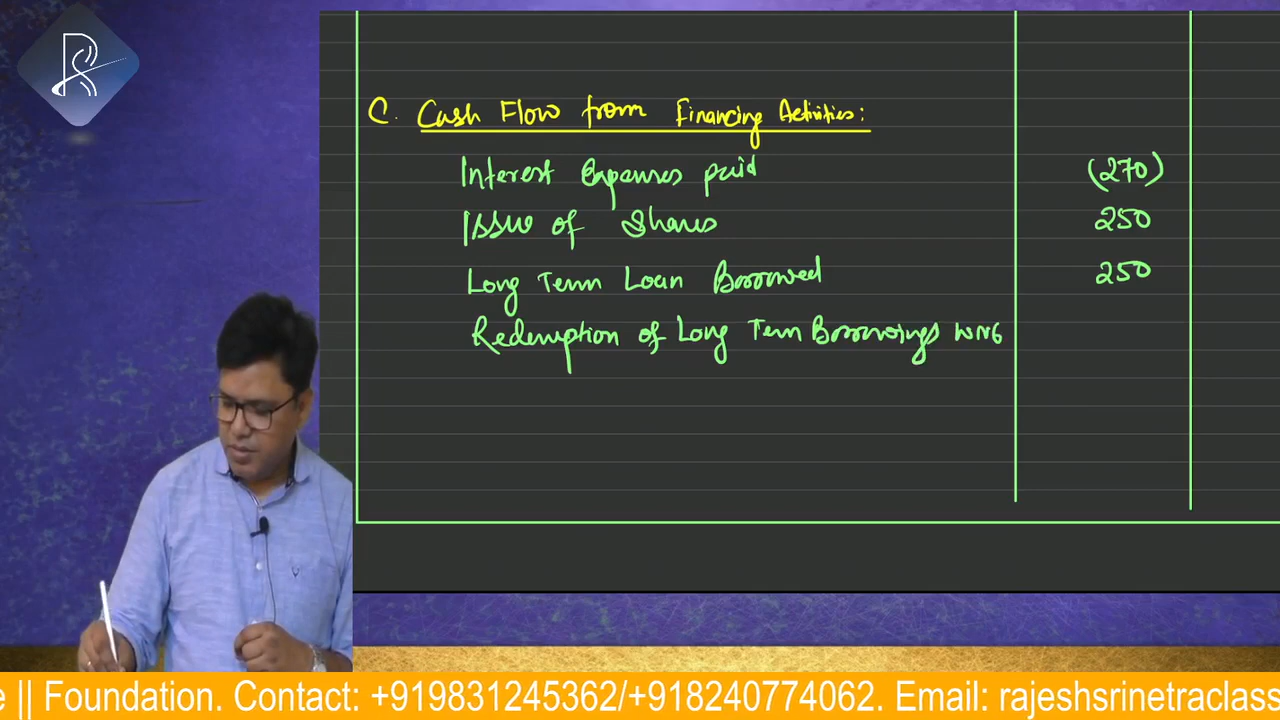 RS
C. Cash Flow from Financing Activities:
Interest Expenses paid (270)
Issue of Shares 250
Long Term Loan Borrowed 250
Redemption of Long Term Borrowings WN6
e || Foundation. Contact: +919831245362/+918240774062. Email: rajeshsrinetraclass